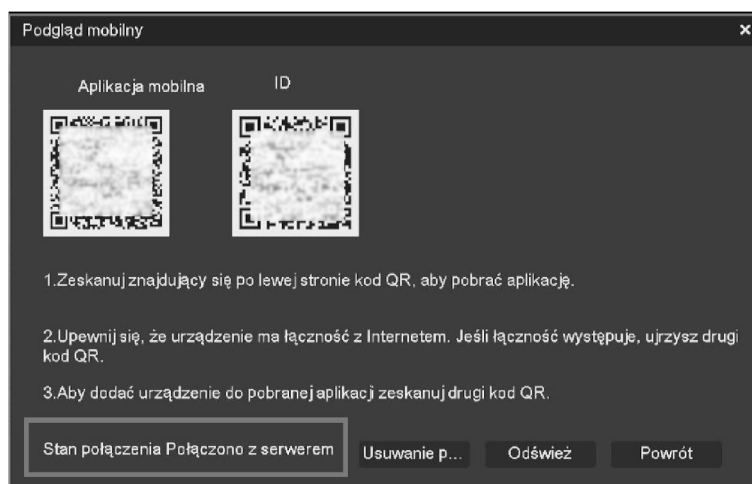 Podgląd mobilny x
Aplikacja mobilna ID
1.Zeskanuj znajdujący się po lewej stronie kod QR, aby pobrać aplikację.
2.Upewnij się, że urządzenie ma łączność z Internetem. Jeśli łączność występuje, ujrzysz drugi
kod QR.
3.Aby dodać urządzenie do pobranej aplikacji zeskanuj drugi kod QR.
Stan połączenia Połączono z serwerem Usuwanie p... Odśwież Powrót